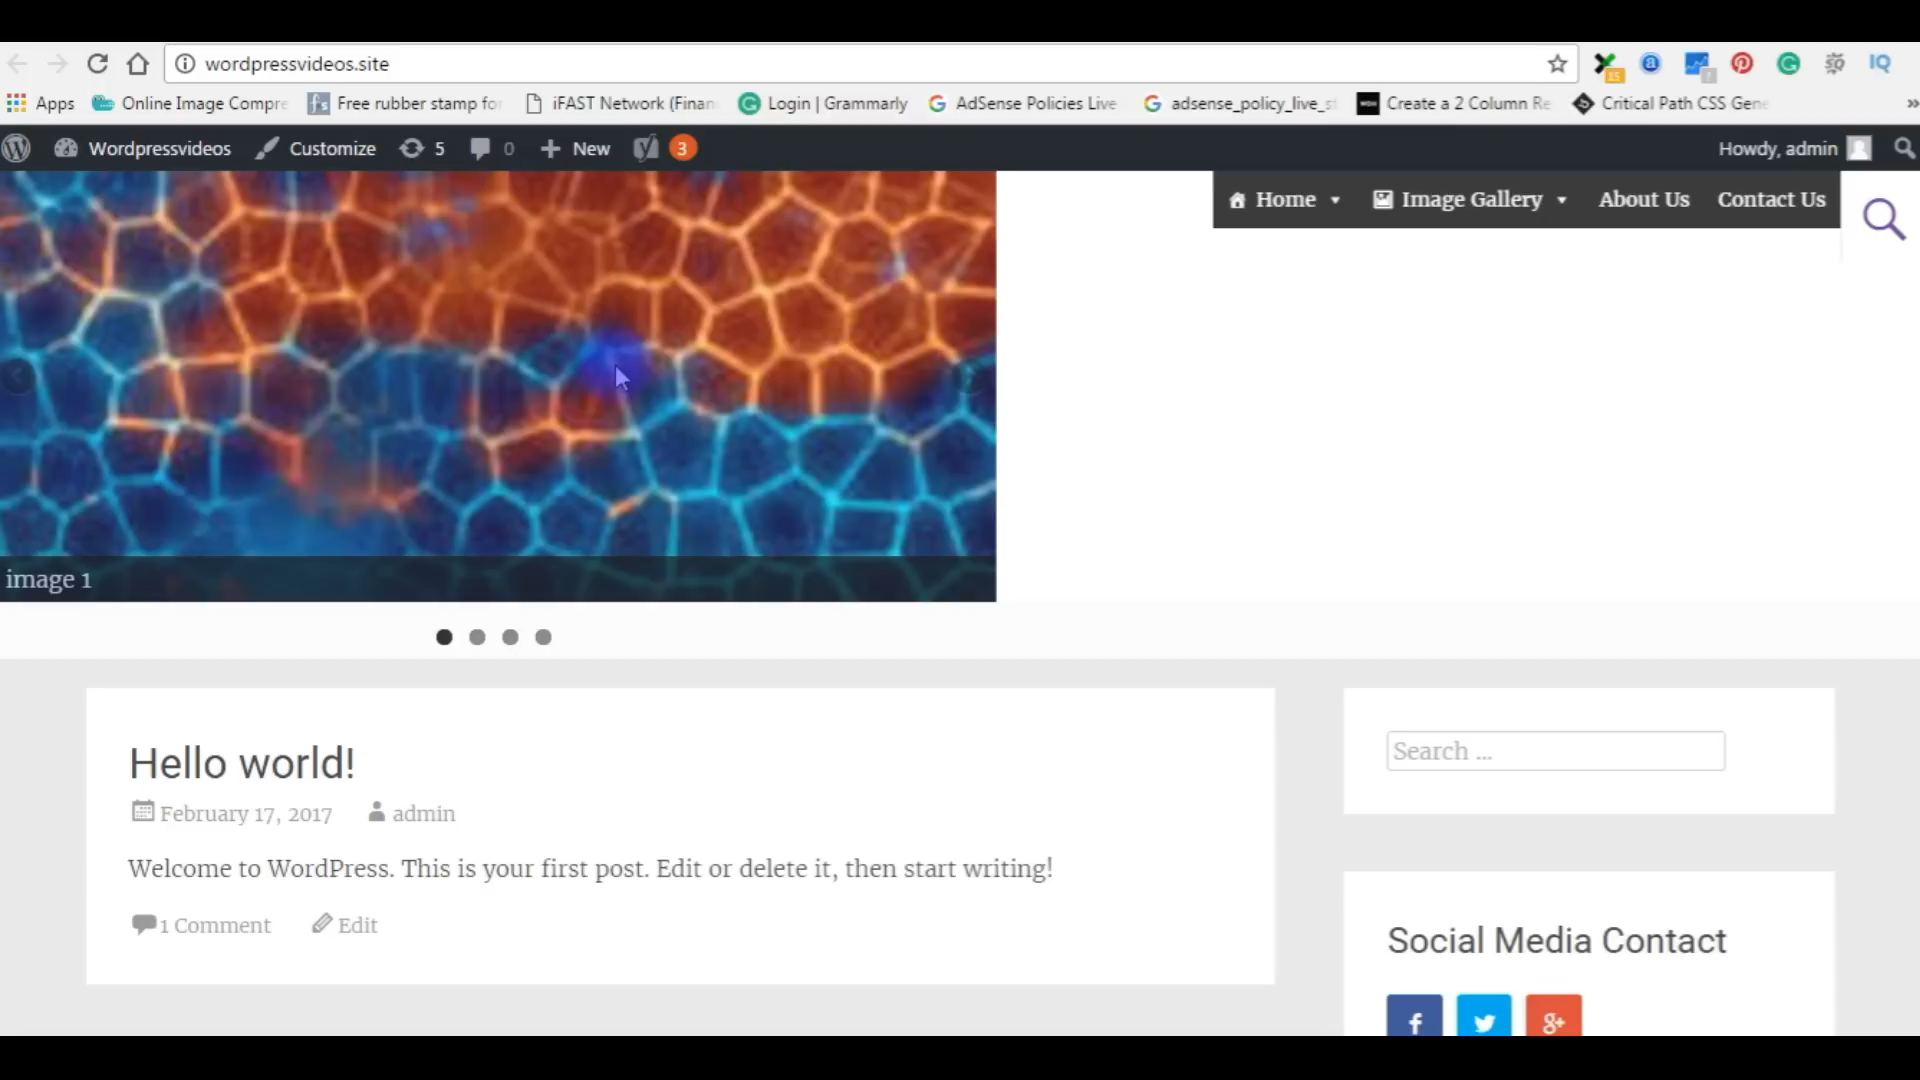 wordpressvideos.site
Apps Online Image Compre Free rubber stamp fo iFAST Network (Finan Login | Grammarly AdSense Policies Live adsense_policy_live_s Create a 2 Column Re Critical Path CSS Gene
Wordpressvideos Customize 5 0 New 3 Howdy, admin
Home Image Gallery About Us Contact Us
image 1
Hello world!
February 17, 2017 admin
Welcome to WordPress. This is your first post. Edit or delete it, then start writing!
1 Comment Edit
Search ...
Social Media Contact